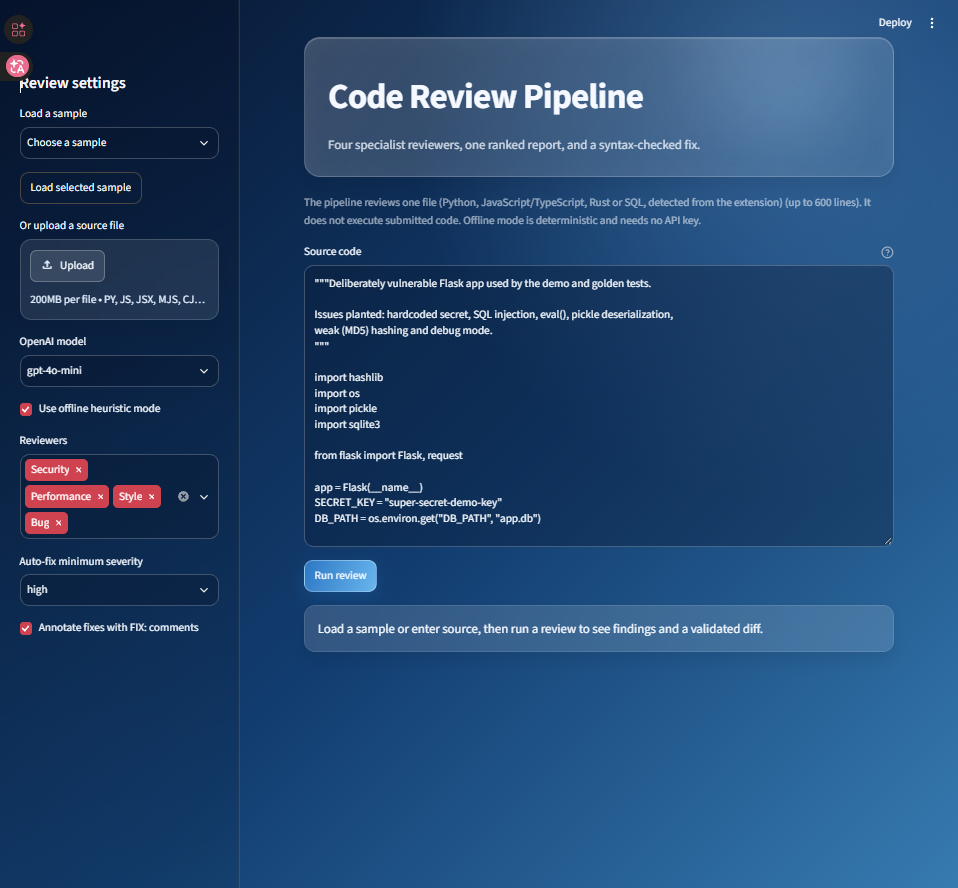 Deploy
Review settings
Load a sample
Choose a sample
Load selected sample
Or upload a source file
Upload
200MB per file • PY, JS, JSX, MJS, CJ…
OpenAI model
gpt-4o-mini
Use offline heuristic mode
Reviewers
Security ×
Performance × Style ×
Bug ×
Auto-fix minimum severity
high
Annotate fixes with FIX: comments
Code Review Pipeline
Four specialist reviewers, one ranked report, and a syntax-checked fix.
The pipeline reviews one file (Python, JavaScript/TypeScript, Rust or SQL, detected from the extension) (up to 600 lines). It
does not execute submitted code. Offline mode is deterministic and needs no API key.
Source code
"""Deliberately vulnerable Flask app used by the demo and golden tests.
Issues planted: hardcoded secret, SQL injection, eval(), pickle deserialization,
weak (MD5) hashing and debug mode.
"""
import hashlib
import os
import pickle
import sqlite3
from flask import Flask, request
app = Flask(__name__)
SECRET_KEY = "super-secret-demo-key"
DB_PATH = os.environ.get("DB_PATH", "app.db")
Run review
Load a sample or enter source, then run a review to see findings and a validated diff.